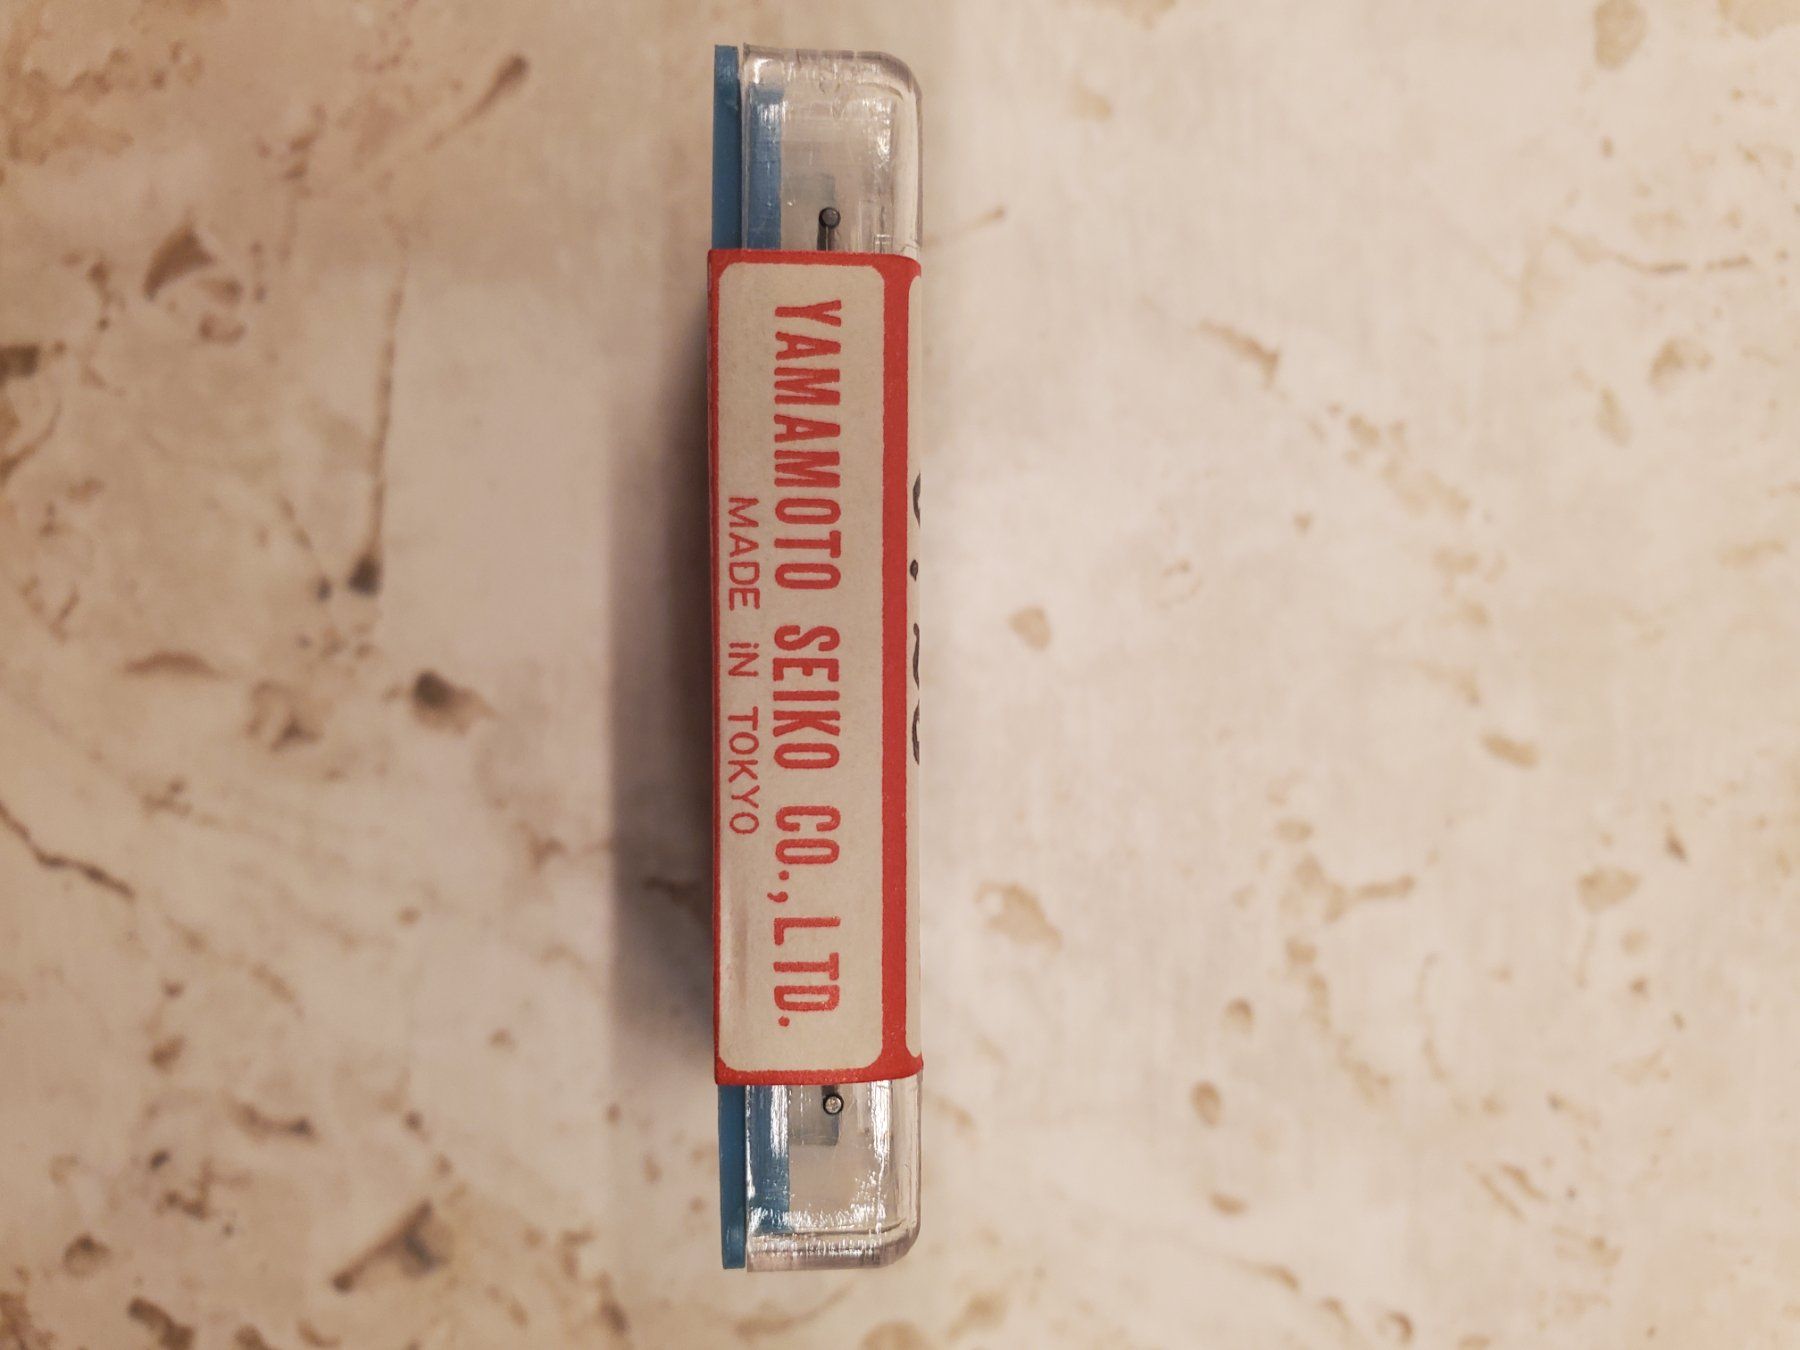 YAMAMOTO SEIKO CO., LTD.
MADE IN TOKYO